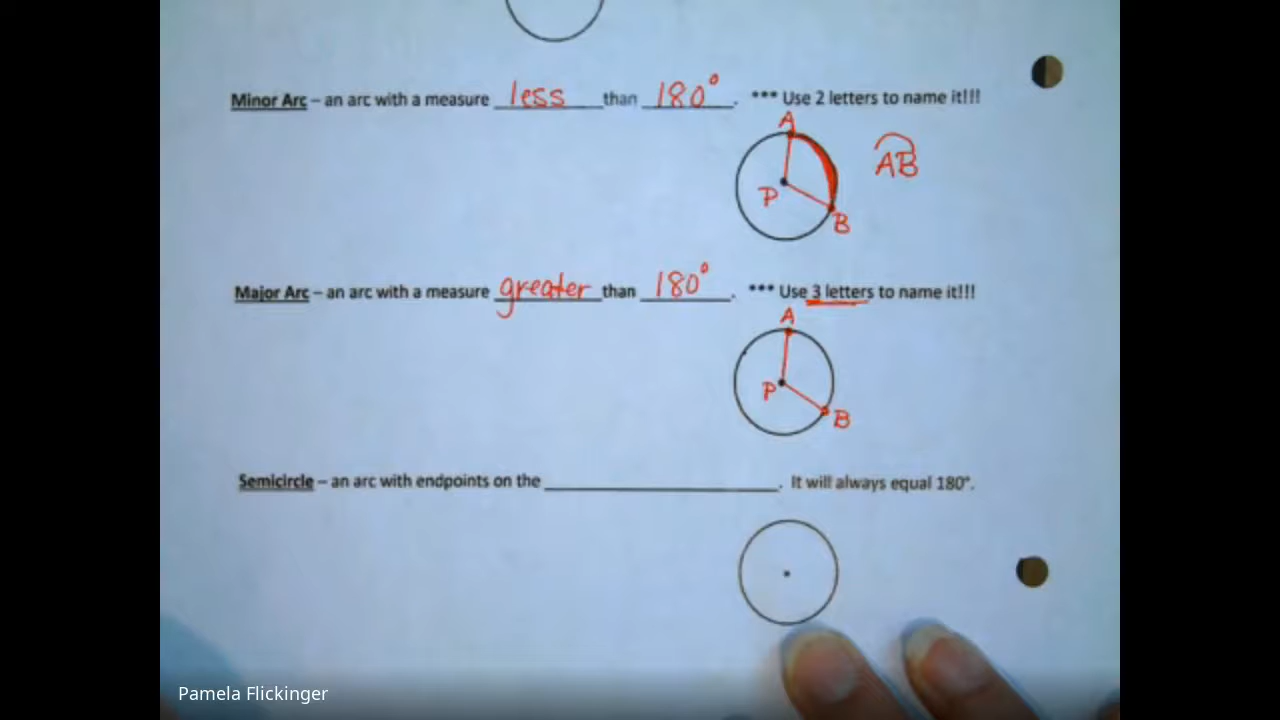 Minor Arc – an arc with a measure less than 180°. *** Use 2 letters to name it!!!
A
AB
P
B
Major Arc – an arc with a measure greater than 180°. *** Use 3 letters to name it!!!
A
P
B
Semicircle – an arc with endpoints on the ____________________. It will always equal 180°.
Pamela Flickinger